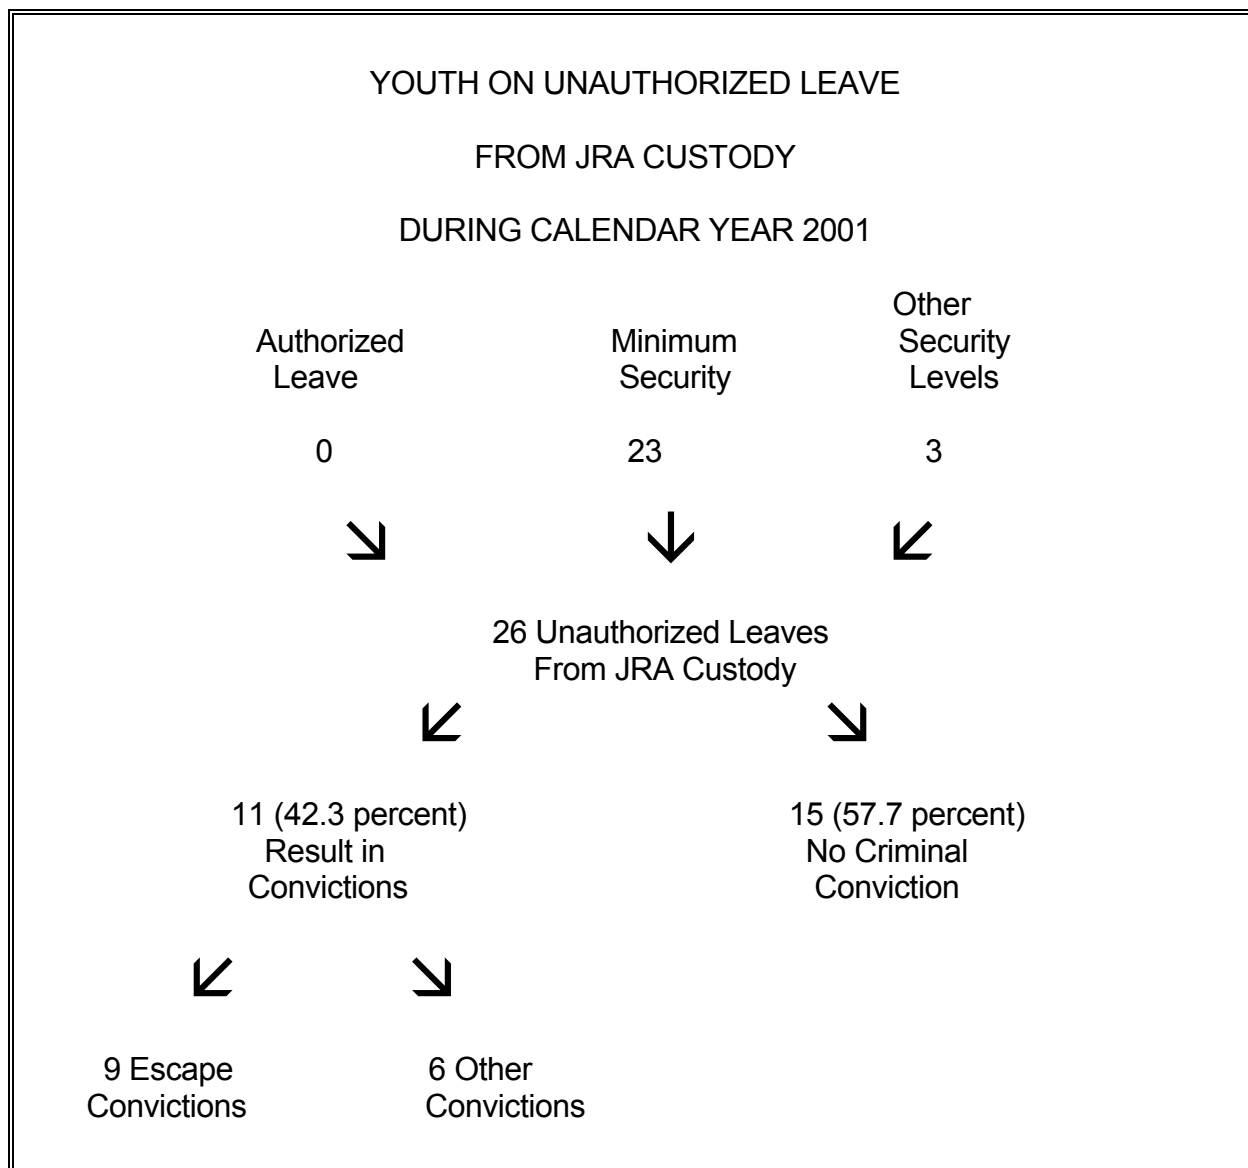 YOUTH ON UNAUTHORIZED LEAVE
FROM JRA CUSTODY
DURING CALENDAR YEAR 2001
Authorized
Leave
0
Minimum
Security
23
Other
Security
Levels
3
26 Unauthorized Leaves
From JRA Custody
11 (42.3 percent)
Result in
Convictions
15 (57.7 percent)
No Criminal
Conviction
9 Escape
Convictions
6 Other
Convictions